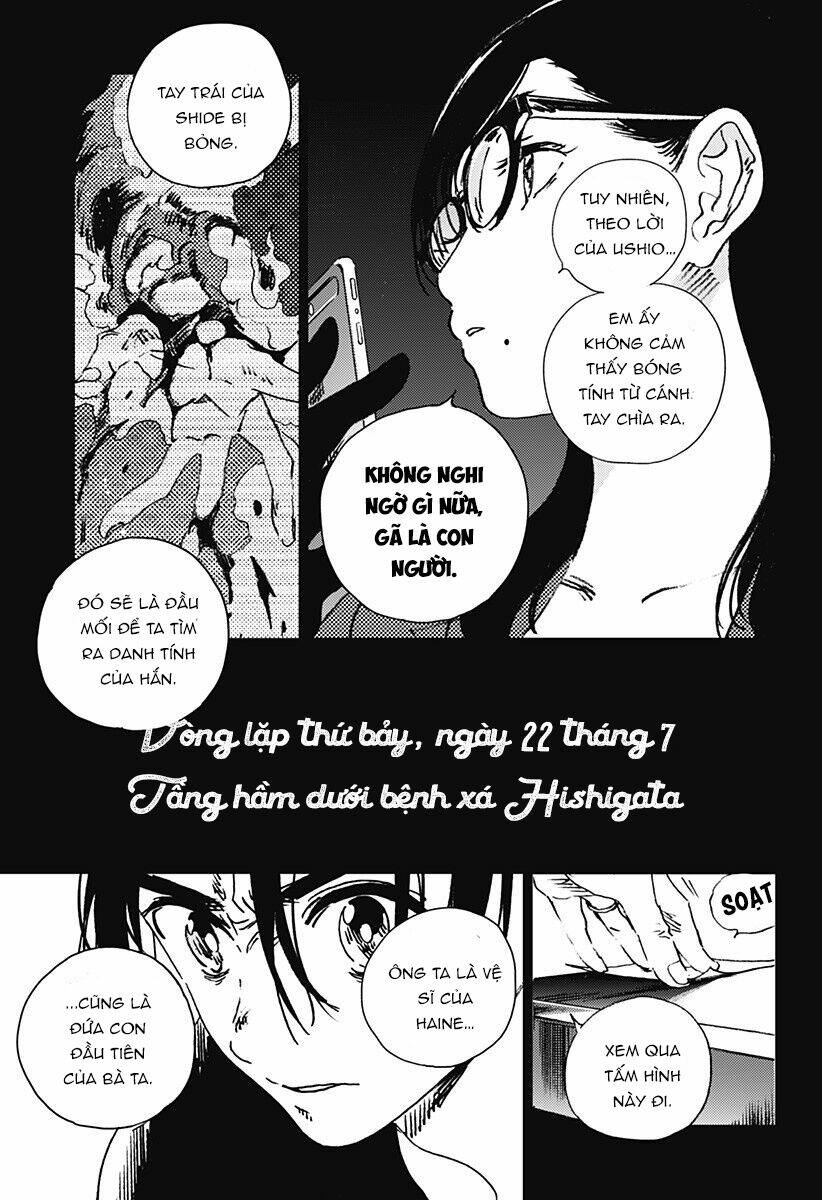 TUY NHIÊN,
THEO LỜI
CỦA USHIO...
EM ẤY
KHÔNG CẢM
THẤY BÓNG
TÍNH TỪ CÁNH
TAY CHÌA RA.
KHÔNG NGHI
NGỜ GÌ NỮA,
GÃ LÀ CON
NGƯỜI.
TAY TRÁI CỦA
SHIDE BỊ
BỎNG.
ĐÓ SẼ LÀ ĐẦU
MỐI ĐỂ TA TÌM
RA DANH TÍNH
CỦA HẮN.
Vòng lặp thứ bảy, ngày 22 tháng 7
Tầng hầm dưới bệnh xá Hishigata
SOẠT
XEM QUA
TẤM HÌNH
NÀY ĐI.
ÔNG TA LÀ VỆ
SĨ CỦA
HAINE...
...CŨNG LÀ
ĐỨA CON
ĐẦU TIÊN
CỦA BÀ TA.